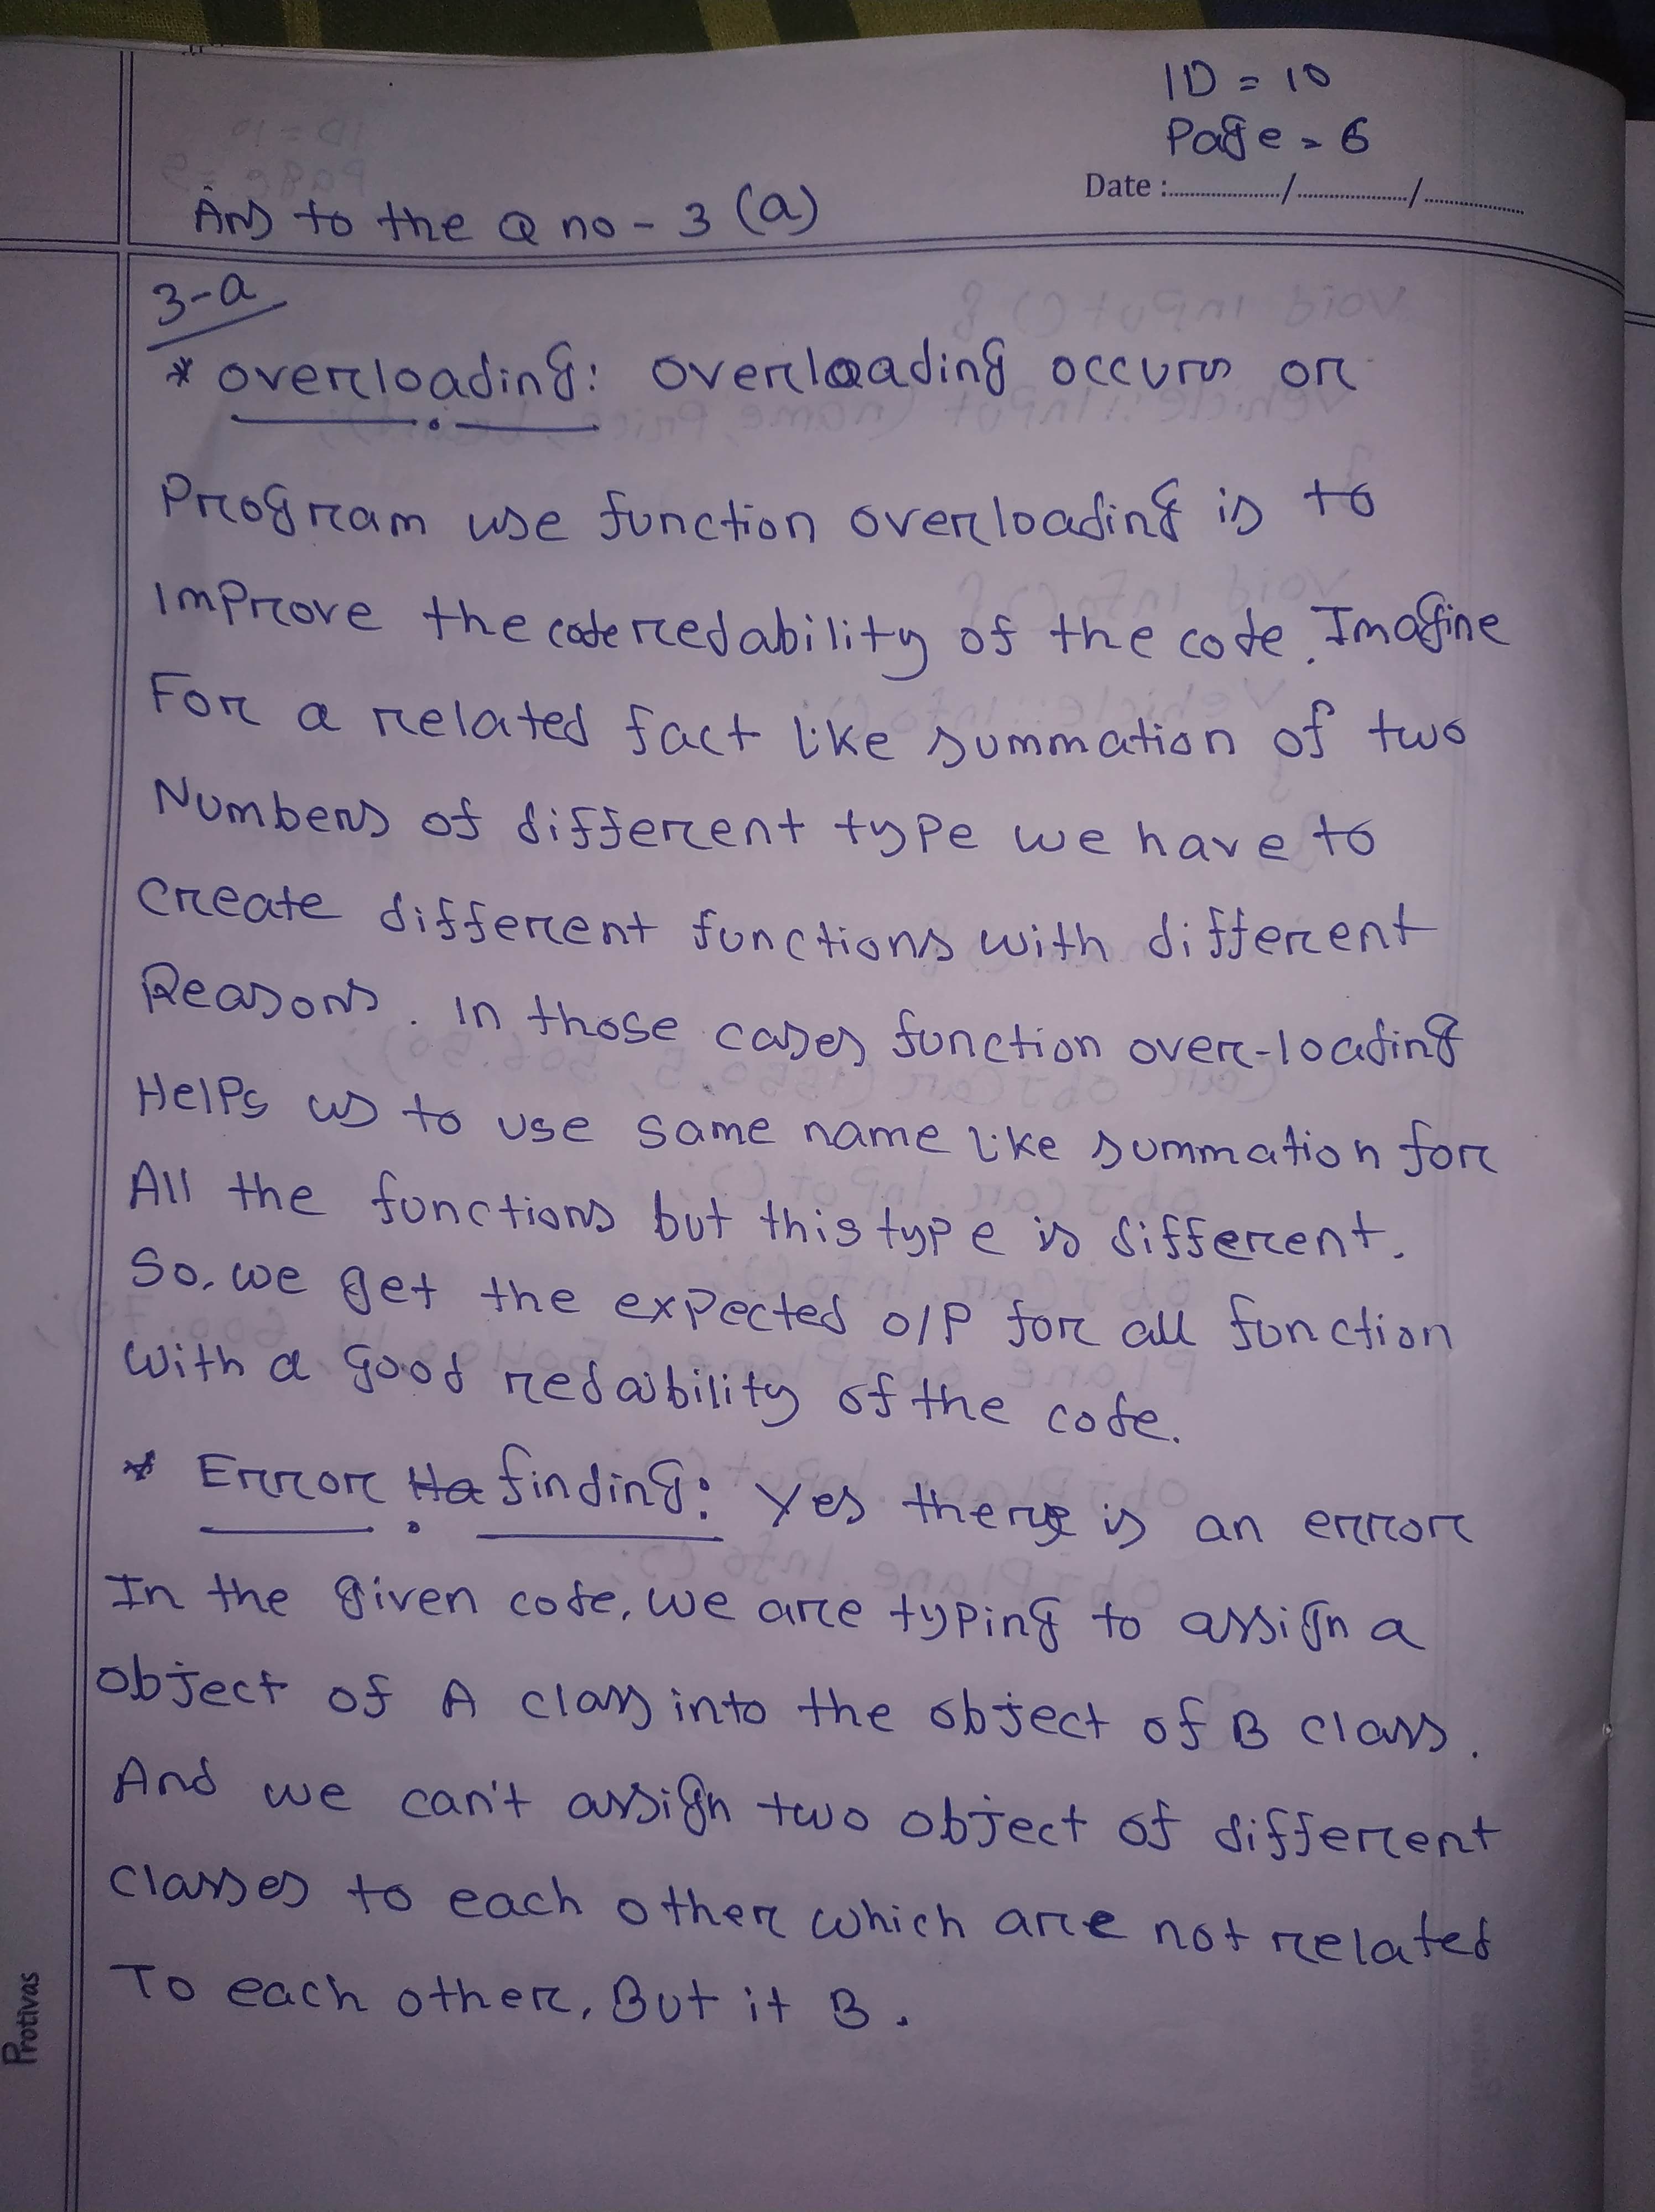 ID = 10
Page = 6
Date :............/............/............
Ans to the Q no - 3 (a)
3-a
* overloading: overloading occurs or
Program use function overloading is to
Improve the code redability of the code. Imagine
For a related fact like summation of two
Numbers of different type we have to
create different functions with different
Reasons. In those cases function over-loading
Helps us to use same name like summation for
All the functions but this type is different.
So, we get the expected o/p for all function
with a good redability of the code.
* Error finding: Yes there is an error
In the given code, we are typing to assign a
object of A class into the object of B class.
And we can't assign two object of different
classes to each other which are not related
To each other, But it B.
Protivas